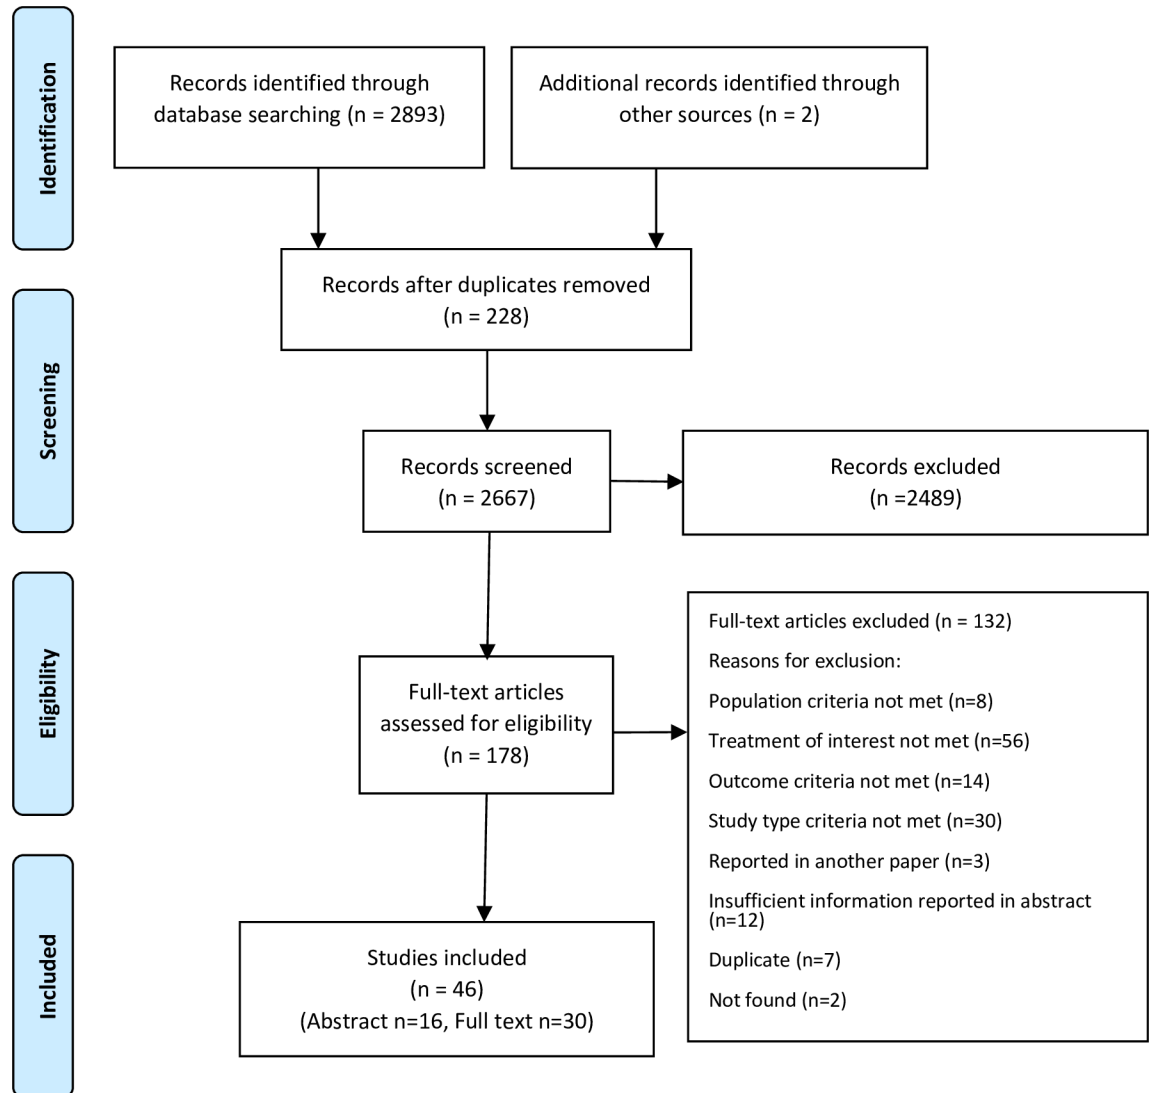 Identification
Records identified through
database searching (n = 2893)
Additional records identified through
other sources (n = 2)
Records after duplicates removed
(n = 228)
Screening
Records screened
(n = 2667)
Records excluded
(n =2489)
Eligibility
Full-text articles
assessed for eligibility
(n = 178)
Full-text articles excluded (n = 132)
Reasons for exclusion:
Population criteria not met (n=8)
Treatment of interest not met (n=56)
Outcome criteria not met (n=14)
Study type criteria not met (n=30)
Reported in another paper (n=3)
Insufficient information reported in abstract
(n=12)
Duplicate (n=7)
Not found (n=2)
Included
Studies included
(n = 46)
(Abstract n=16, Full text n=30)